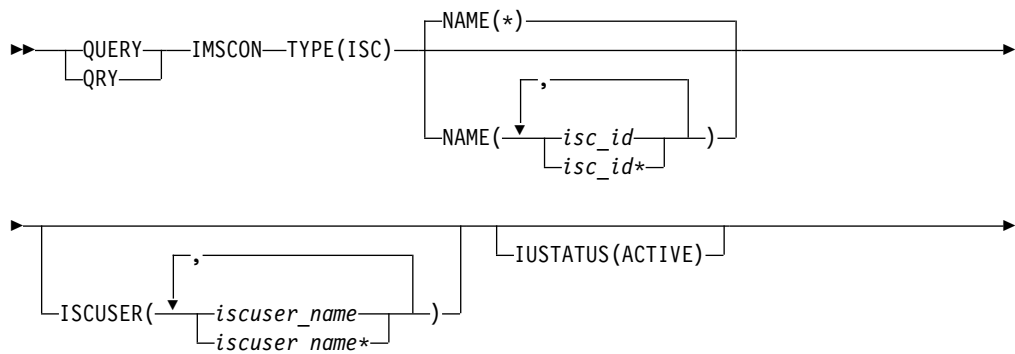 NAME(*)
QUERY IMSCON TYPE(ISC)
QRY
,
NAME( isc_id )
isc_id*
IUSTATUS(ACTIVE)
,
ISCUSER( iscuser_name )
iscuser_name*